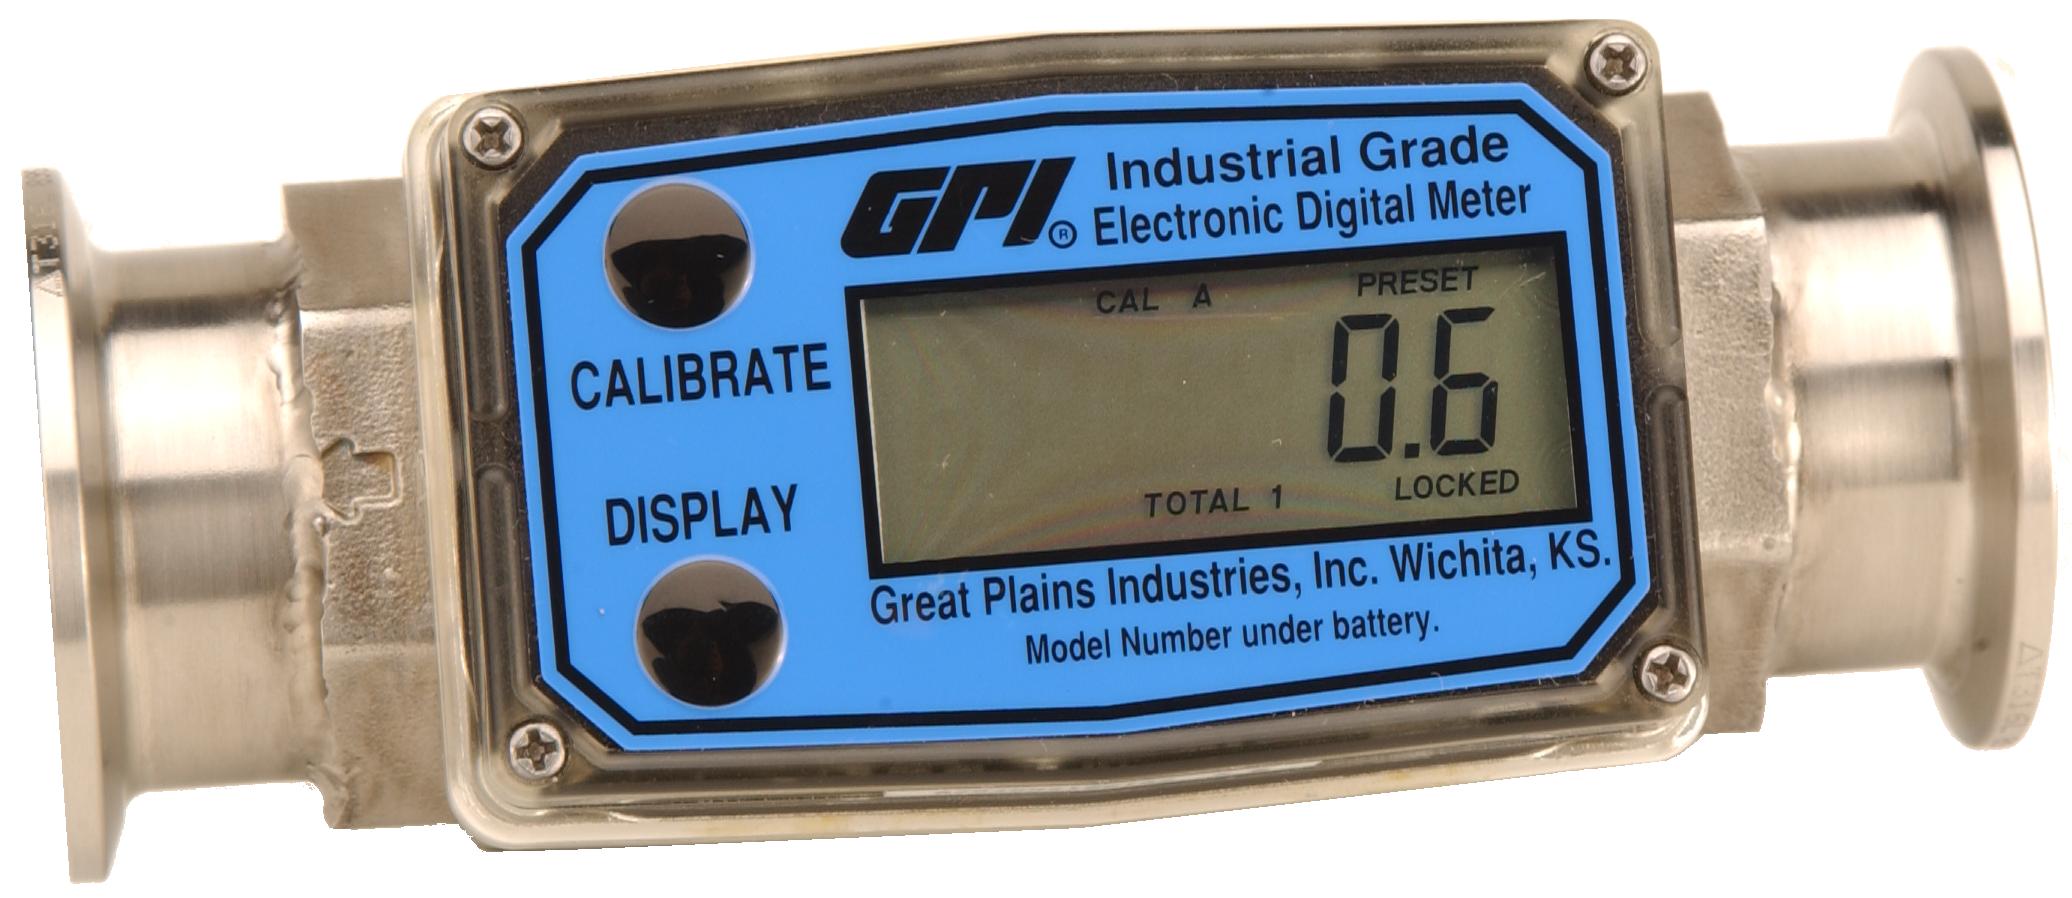 GPI®
Industrial Grade
Electronic Digital Meter
CALIBRATE
CAL A PRESET
0.6
TOTAL 1 LOCKED
DISPLAY
Great Plains Industries, Inc. Wichita, KS.
Model Number under battery.